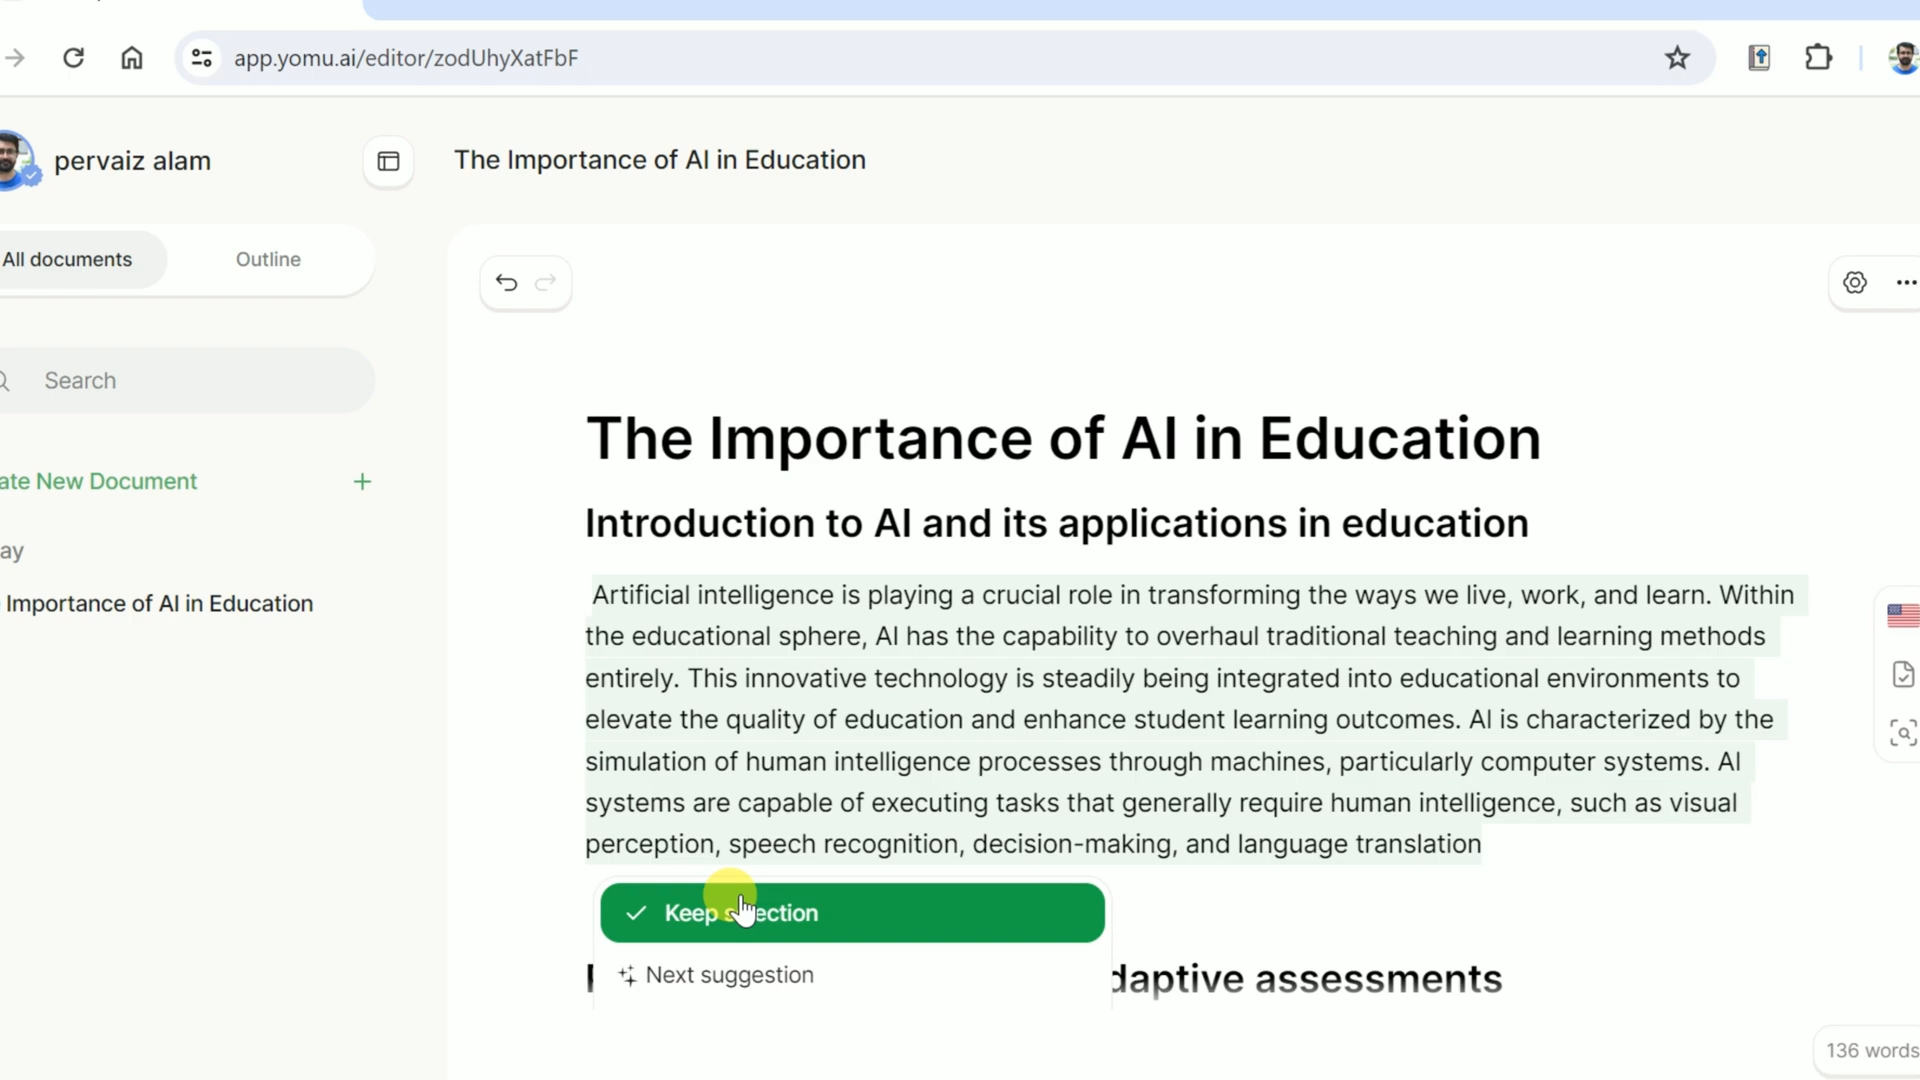 app.yomu.ai/editor/zodUhyXatFbF
pervaiz alam
The Importance of AI in Education
All documents
Outline
Search
ate New Document
+
ay
Importance of AI in Education
The Importance of AI in Education
Introduction to AI and its applications in education
Artificial intelligence is playing a crucial role in transforming the ways we live, work, and learn. Within
the educational sphere, AI has the capability to overhaul traditional teaching and learning methods
entirely. This innovative technology is steadily being integrated into educational environments to
elevate the quality of education and enhance student learning outcomes. AI is characterized by the
simulation of human intelligence processes through machines, particularly computer systems. AI
systems are capable of executing tasks that generally require human intelligence, such as visual
perception, speech recognition, decision-making, and language translation
Keep s ection
Next suggestion
daptive assessments
136 words